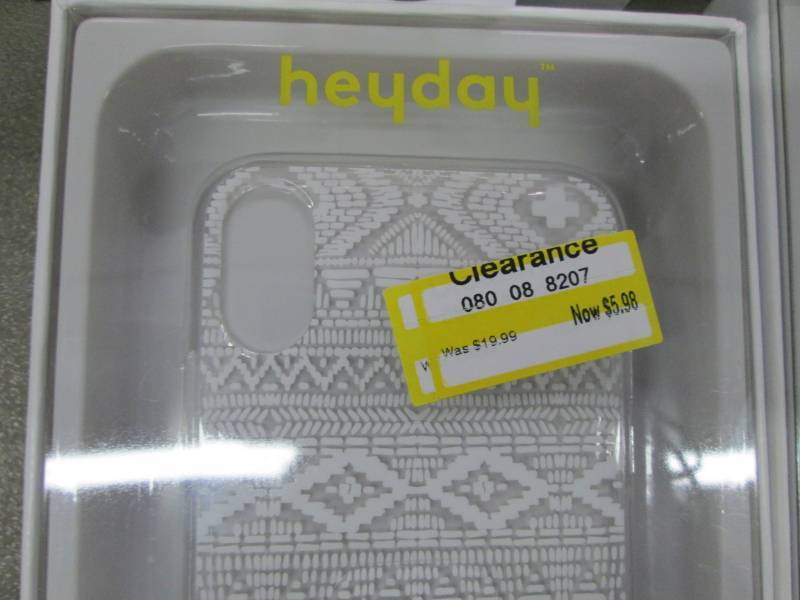 heyday™
Clearance
080 08 8207
Now $5.98
Was $19.99